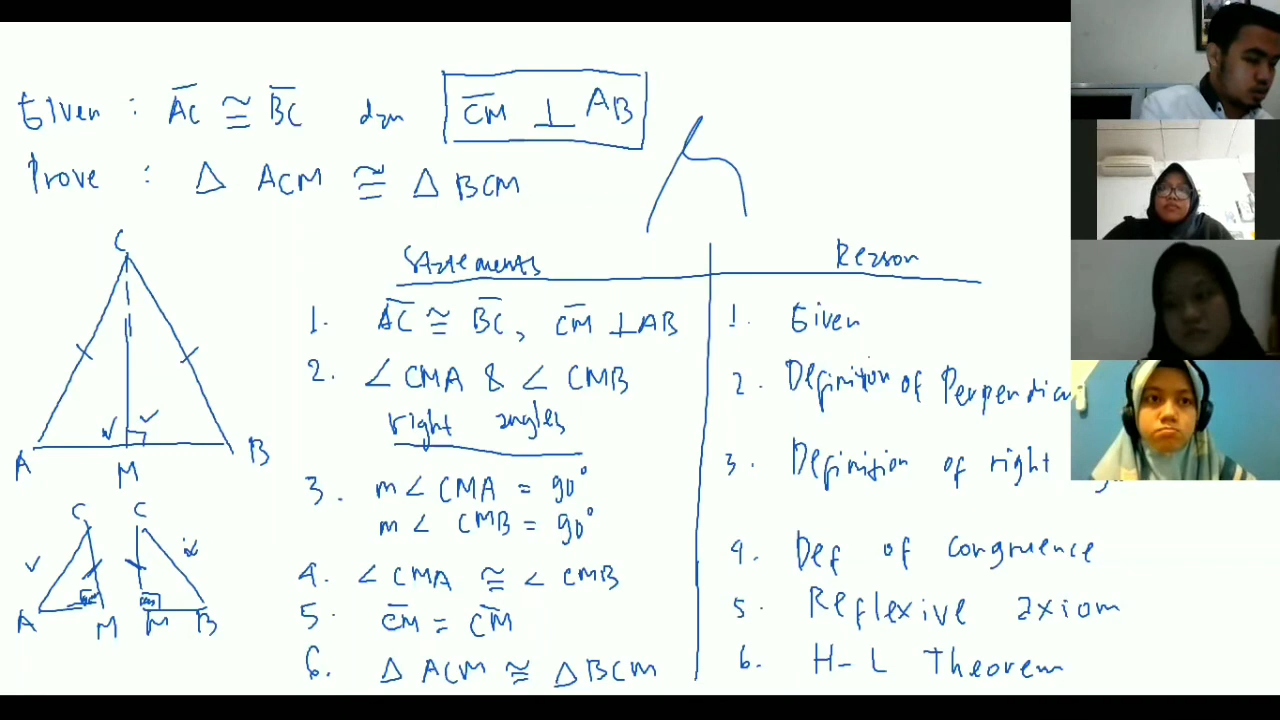 Given : AC ≅ BC dan CM ⊥ AB
Prove : Δ ACM ≅ Δ BCM
C
A M B
C C
A M M B
Statements Reason
1. AC ≅ BC, CM ⊥ AB 1. Given
2. ∠ CMA & ∠ CMB 2. Definition of
right angles
3. m∠ CMA = 90° 3. Definition of right
m∠ CMB = 90°
4. ∠ CMA ≅ ∠ CMB 4. Def of congruence
5. CM = CM 5. Reflexive axiom
6. Δ ACM ≅ Δ BCM 6. H-L Theorem